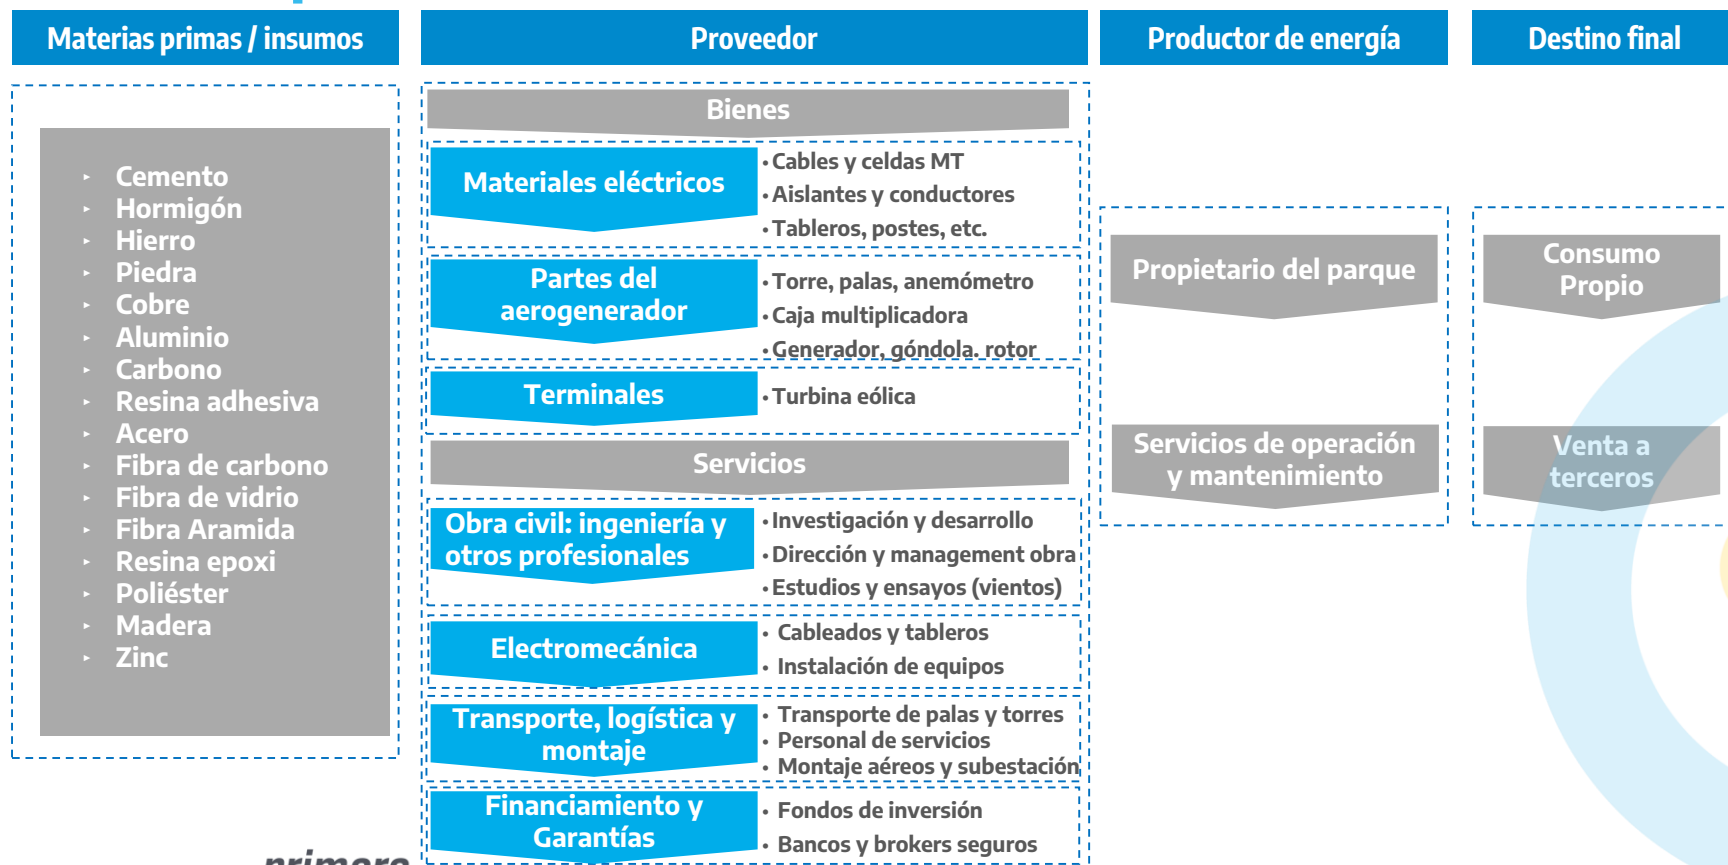 Materias primas / insumos
Cemento
Hormigón
Hierro
Piedra
Cobre
Aluminio
Carbono
Resina adhesiva
Acero
Fibra de carbono
Fibra de vidrio
Fibra Aramida
Resina epoxi
Poliéster
Madera
Zinc
Proveedor
Bienes
Materiales eléctricos
• Cables y celdas MT
• Aislantes y conductores
• Tableros, postes, etc.
Partes del
aerogenerador
• Torre, palas, anemómetro
• Caja multiplicadora
• Generador, góndola. rotor
Terminales
• Turbina eólica
Servicios
Obra civil: ingeniería y
otros profesionales
• Investigación y desarrollo
• Dirección y management obra
• Estudios y ensayos (vientos)
Electromecánica
• Cableados y tableros
• Instalación de equipos
Transporte, logística y
montaje
• Transporte de palas y torres
• Personal de servicios
• Montaje aéreos y subestación
Financiamiento y
Garantías
• Fondos de inversión
• Bancos y brokers seguros
Productor de energía
Propietario del parque
Servicios de operación
y mantenimiento
Destino final
Consumo
Propio
Venta a
terceros